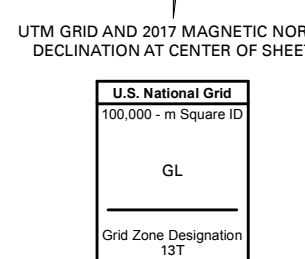 UTM GRID AND 2017 MAGNETIC NOR
DECLINATION AT CENTER OF SHEET
U.S. National Grid
100,000 - m Square ID
GL
Grid Zone Designation
13T